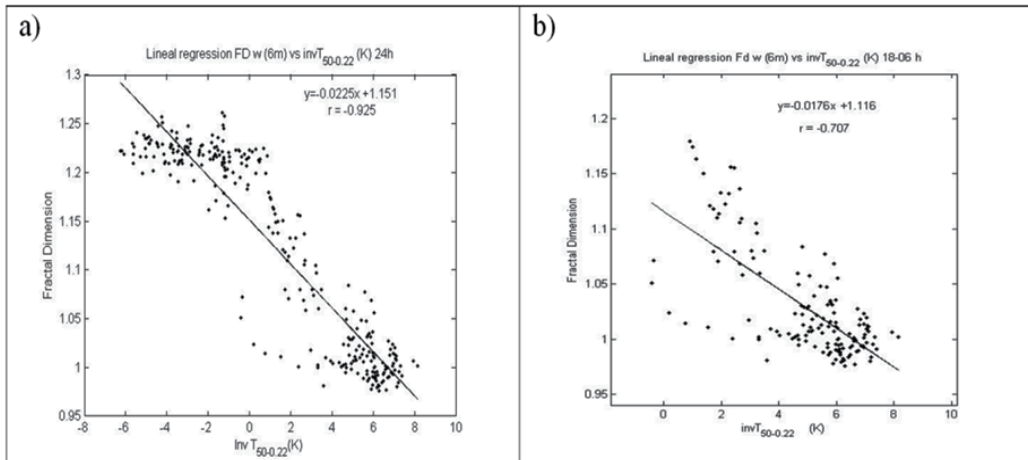 a)
Lineal regression FD w (6m) vs invT50-0.22 (K) 24h
y=-0.0225x +1.151
r = -0.925
1.3
1.25
1.2
1.15
1.1
1.05
1
0.95
Fractal Dimension
-8 -6 -4 -2 0 2 4 6 8 10
Inv T50-0.22(K)
b)
Lineal regression Fd w (6m) vs invT50-0.22 (K) 18-06 h
y=-0.0176x +1.116
r = -0.707
1.2
1.15
1.1
1.05
1
0.95
Fractal Dimension
0 2 4 6 8 10
invT50-0.22 (K)